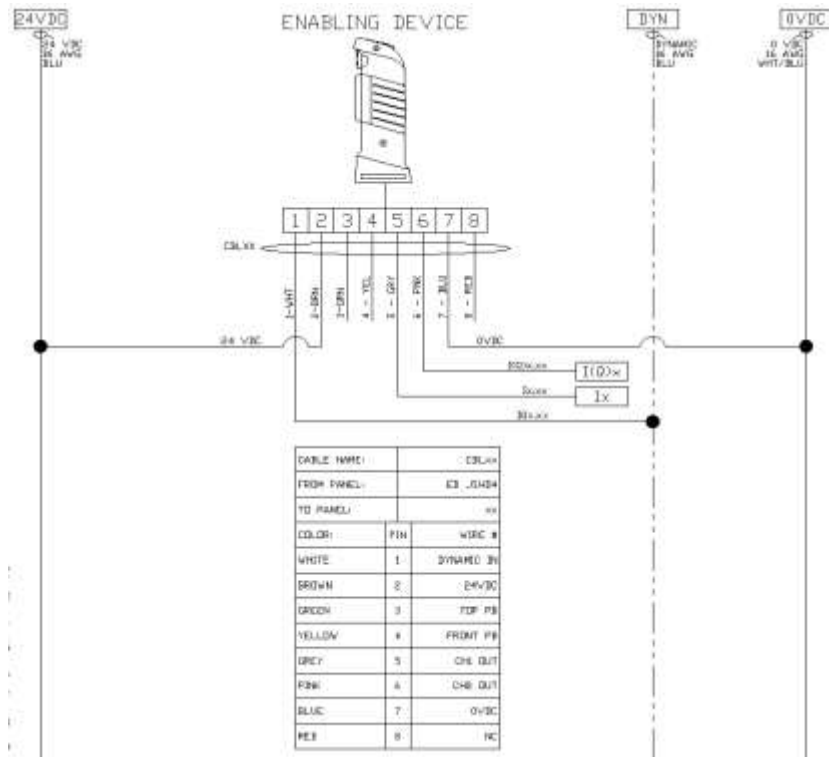 24VDC
ENABLING DEVICE
DYN
0VDC
24 VDC
16 AWG
BLU
DYNAMIC
16 AWG
BLU
0 VDC
16 AWG
WHT/BLU
1 2 3 4 5 6 7 8
CBLxx
1-WHT
2-BRN
3-GRN
4 - YEL
5 - GRY
6 - PNK
7 - BLU
8 - RED
24 VDC
0VDC
I(Q)x
Ix
CABLE NAME: CBLxx
FROM PANEL:
TO PANEL: xx
COLOR: PIN WIRE #
WHITE 1 DYNAMIC IN
BROWN 2 24VDC
GREEN 3 TOP PB
YELLOW 4 FRONT PB
GREY 5 CH1 OUT
PINK 6 CH2 OUT
BLUE 7 0VDC
RED 8 NC